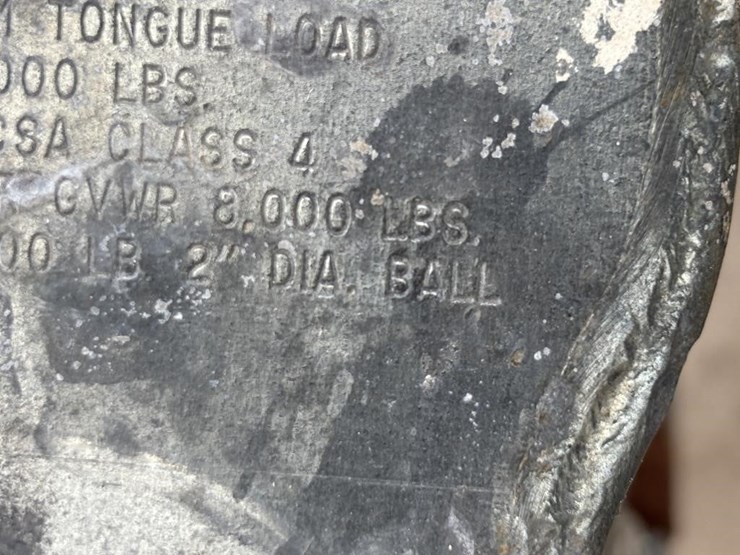 M TONGUE LOAD
000 LBS.
CSA CLASS 4
GVWR 8,000 LBS.
00 LB 2" DIA. BALL